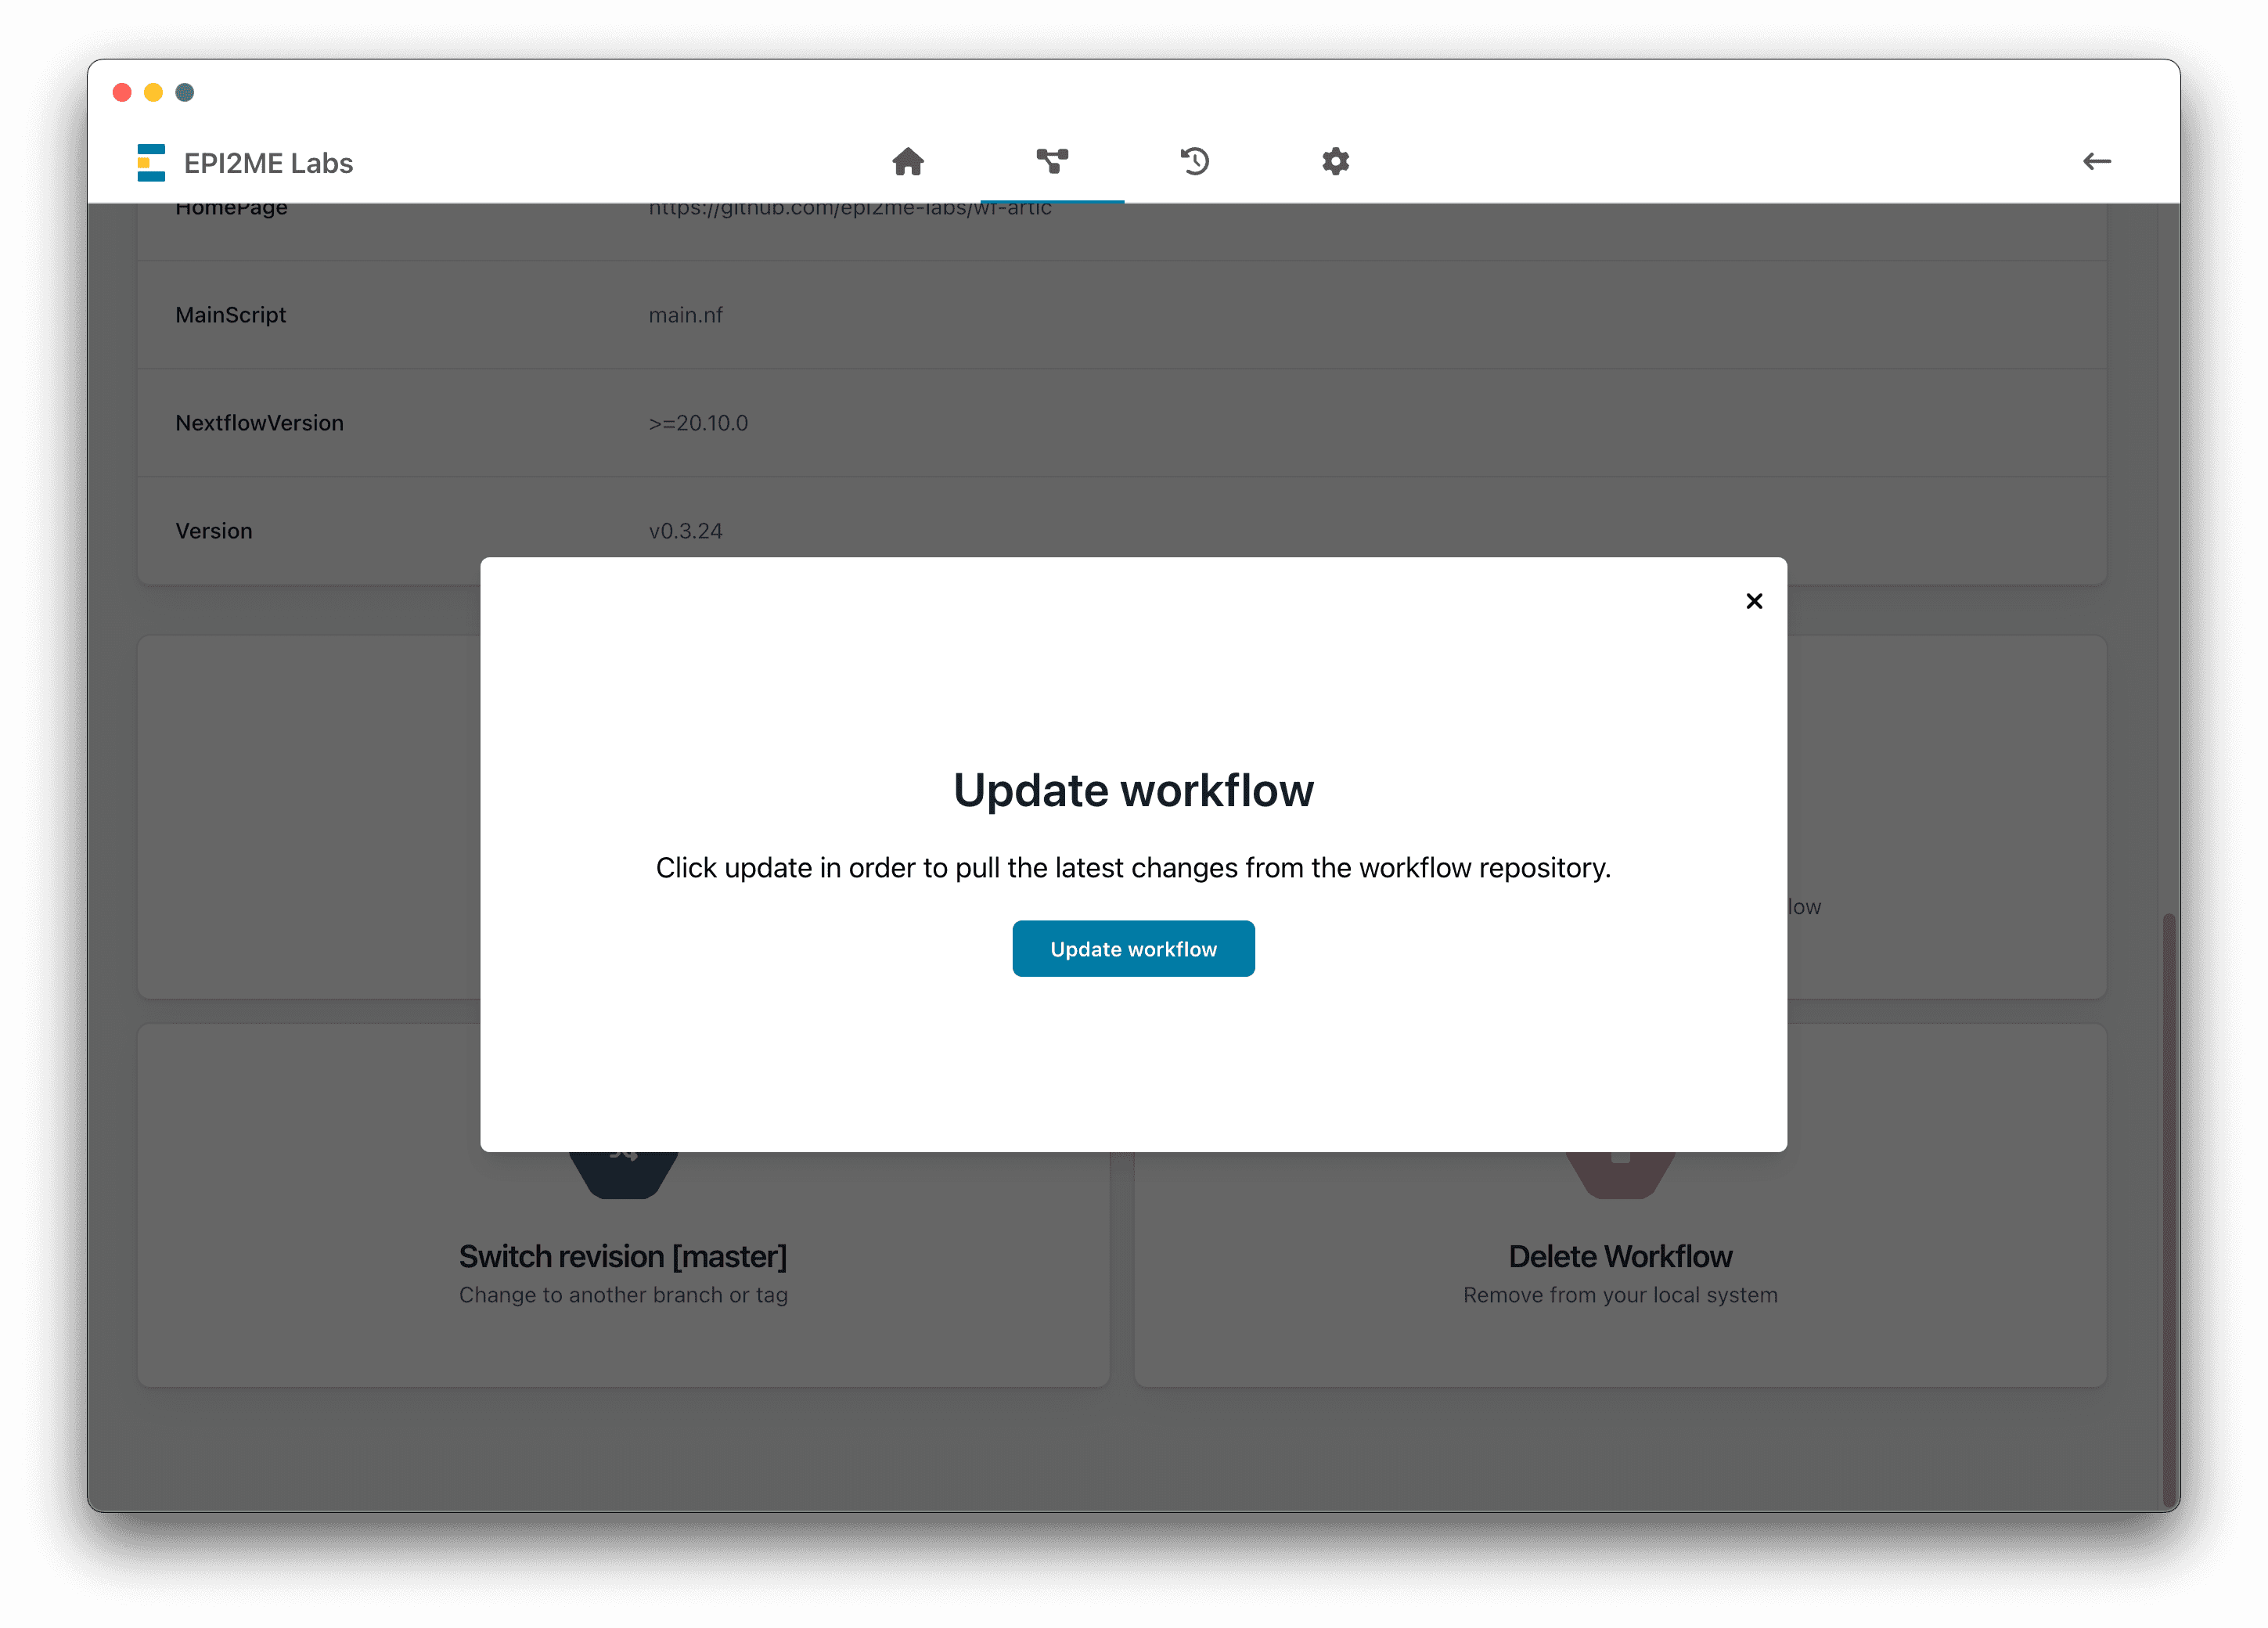 EPI2ME Labs
HomePage https://github.com/epi2me-labs/wf-artic
MainScript main.nf
NextflowVersion >=20.10.0
Version v0.3.24
Update workflow
Click update in order to pull the latest changes from the workflow repository.
Update workflow
Switch revision [master]
Change to another branch or tag
Delete Workflow
Remove from your local system